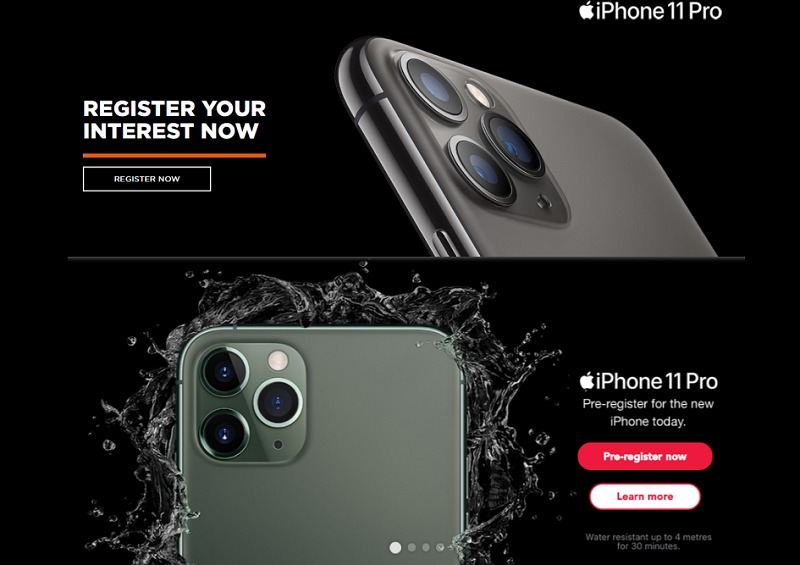 iPhone 11 Pro
REGISTER YOUR
INTEREST NOW
REGISTER NOW
iPhone 11 Pro
Pre-register for the new
iPhone today.
Pre-register now
Learn more
Water resistant up to 4 metres
for 30 minutes.